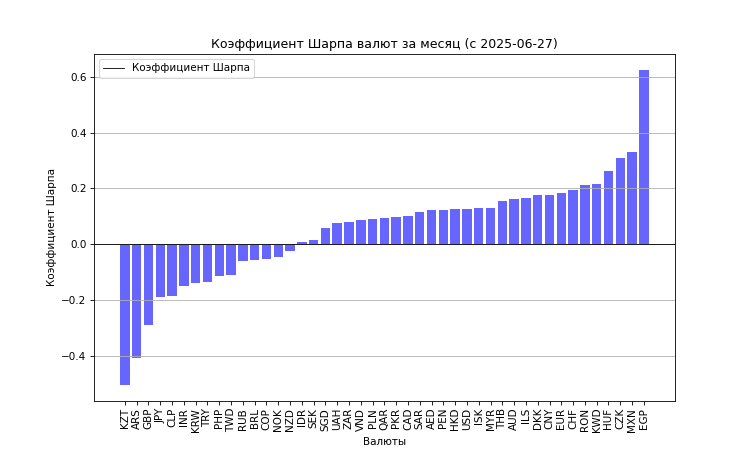 Коэффициент Шарпа валют за месяц (с 2025-06-27)
Коэффициент Шарпа
Коэффициент Шарпа
0.6
0.4
0.2
0.0
−0.2
−0.4
KZT
ARS
GBP
JPY
CLP
INR
KRW
TRY
PHP
TWD
RUB
BRL
COP
NOK
NZD
IDR
SEK
SGD
UAH
ZAR
VND
PLN
QAR
PKR
CAD
SAR
AED
PEN
HKD
USD
ISK
MYR
THB
AUD
ILS
DKK
CNY
EUR
CHF
RON
KWD
HUF
CZK
MXN
EGP
Валюты